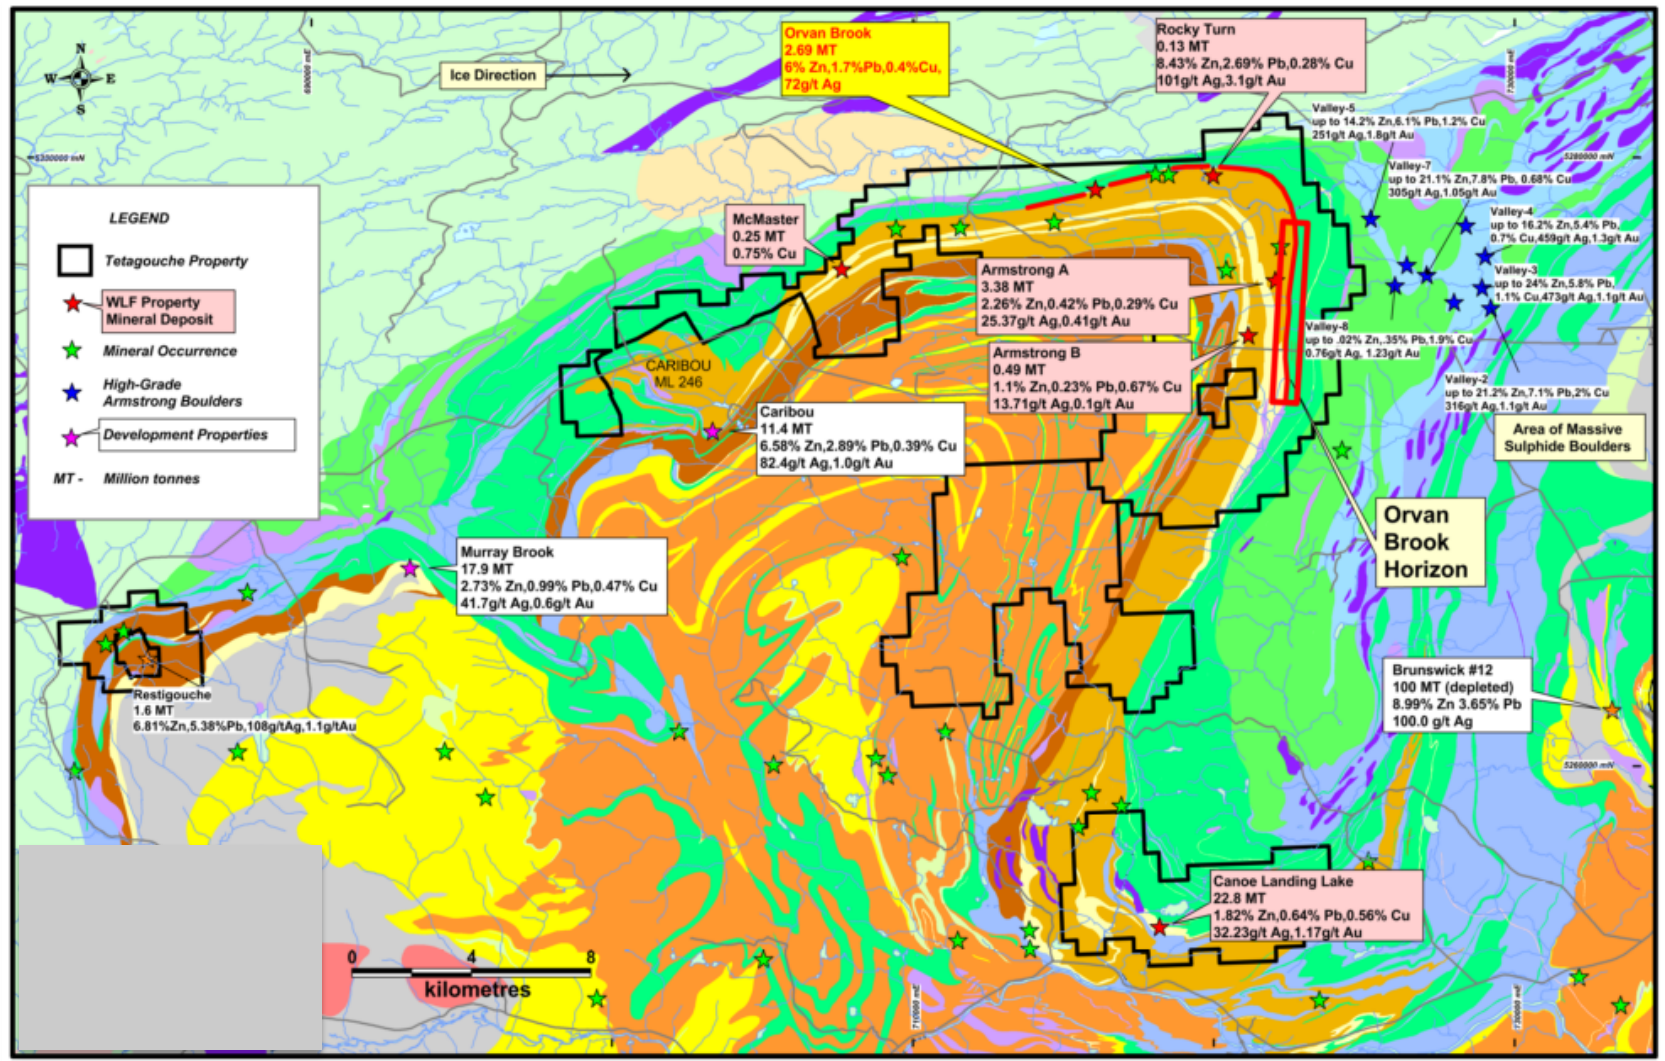 Orvan Brook
2.69 MT
6% Zn,1.7%Pb,0.4%Cu,
72g/t Ag
Rocky Turn
0.13 MT
8.43% Zn,2.69% Pb,0.28% Cu
101g/t Ag,3.1g/t Au
N
W E
S
Ice Direction
690000 mE
730000 mE
Valley-5
up to 14.2% Zn,6.1% Pb,1.2% Cu
251g/t Ag,1.8g/t Au
5280000 mN
Valley-7
up to 21.1% Zn,7.8% Pb, 0.68% Cu
305g/t Ag,1.05g/t Au
Valley-4
up to 16.2% Zn,5.4% Pb,
0.7% Cu,459g/t Ag,1.3g/t Au
Valley-3
up to 24% Zn,5.8% Pb,
1.1% Cu,473g/t Ag,1.1g/t Au
LEGEND
Tetagouche Property
WLF Property
Mineral Deposit
Mineral Occurrence
High-Grade
Armstrong Boulders
Development Properties
MT - Million tonnes
McMaster
0.25 MT
0.75% Cu
Armstrong A
3.38 MT
2.26% Zn,0.42% Pb,0.29% Cu
25.37g/t Ag,0.41g/t Au
Valley-8
up to .02% Zn,.35% Pb,1.9% Cu
0.76g/t Ag, 1.23g/t Au
Armstrong B
0.49 MT
1.1% Zn,0.23% Pb,0.67% Cu
13.71g/t Ag,0.1g/t Au
CARIBOU
ML 246
Valley-2
up to 21.2% Zn,7.1% Pb,2% Cu
316g/t Ag,1.1g/t Au
Caribou
11.4 MT
6.58% Zn,2.89% Pb,0.39% Cu
82.4g/t Ag,1.0g/t Au
Area of Massive
Sulphide Boulders
Orvan
Brook
Horizon
Murray Brook
17.9 MT
2.73% Zn,0.99% Pb,0.47% Cu
41.7g/t Ag,0.6g/t Au
Restigouche
1.6 MT
6.81%Zn,5.38%Pb,108g/tAg,1.1g/tAu
Brunswick #12
100 MT (depleted)
8.99% Zn 3.65% Pb
100.0 g/t Ag
5260000 mN
Canoe Landing Lake
22.8 MT
1.82% Zn,0.64% Pb,0.56% Cu
32.23g/t Ag,1.17g/t Au
0 4 8
kilometres
710000 mE
730000 mE